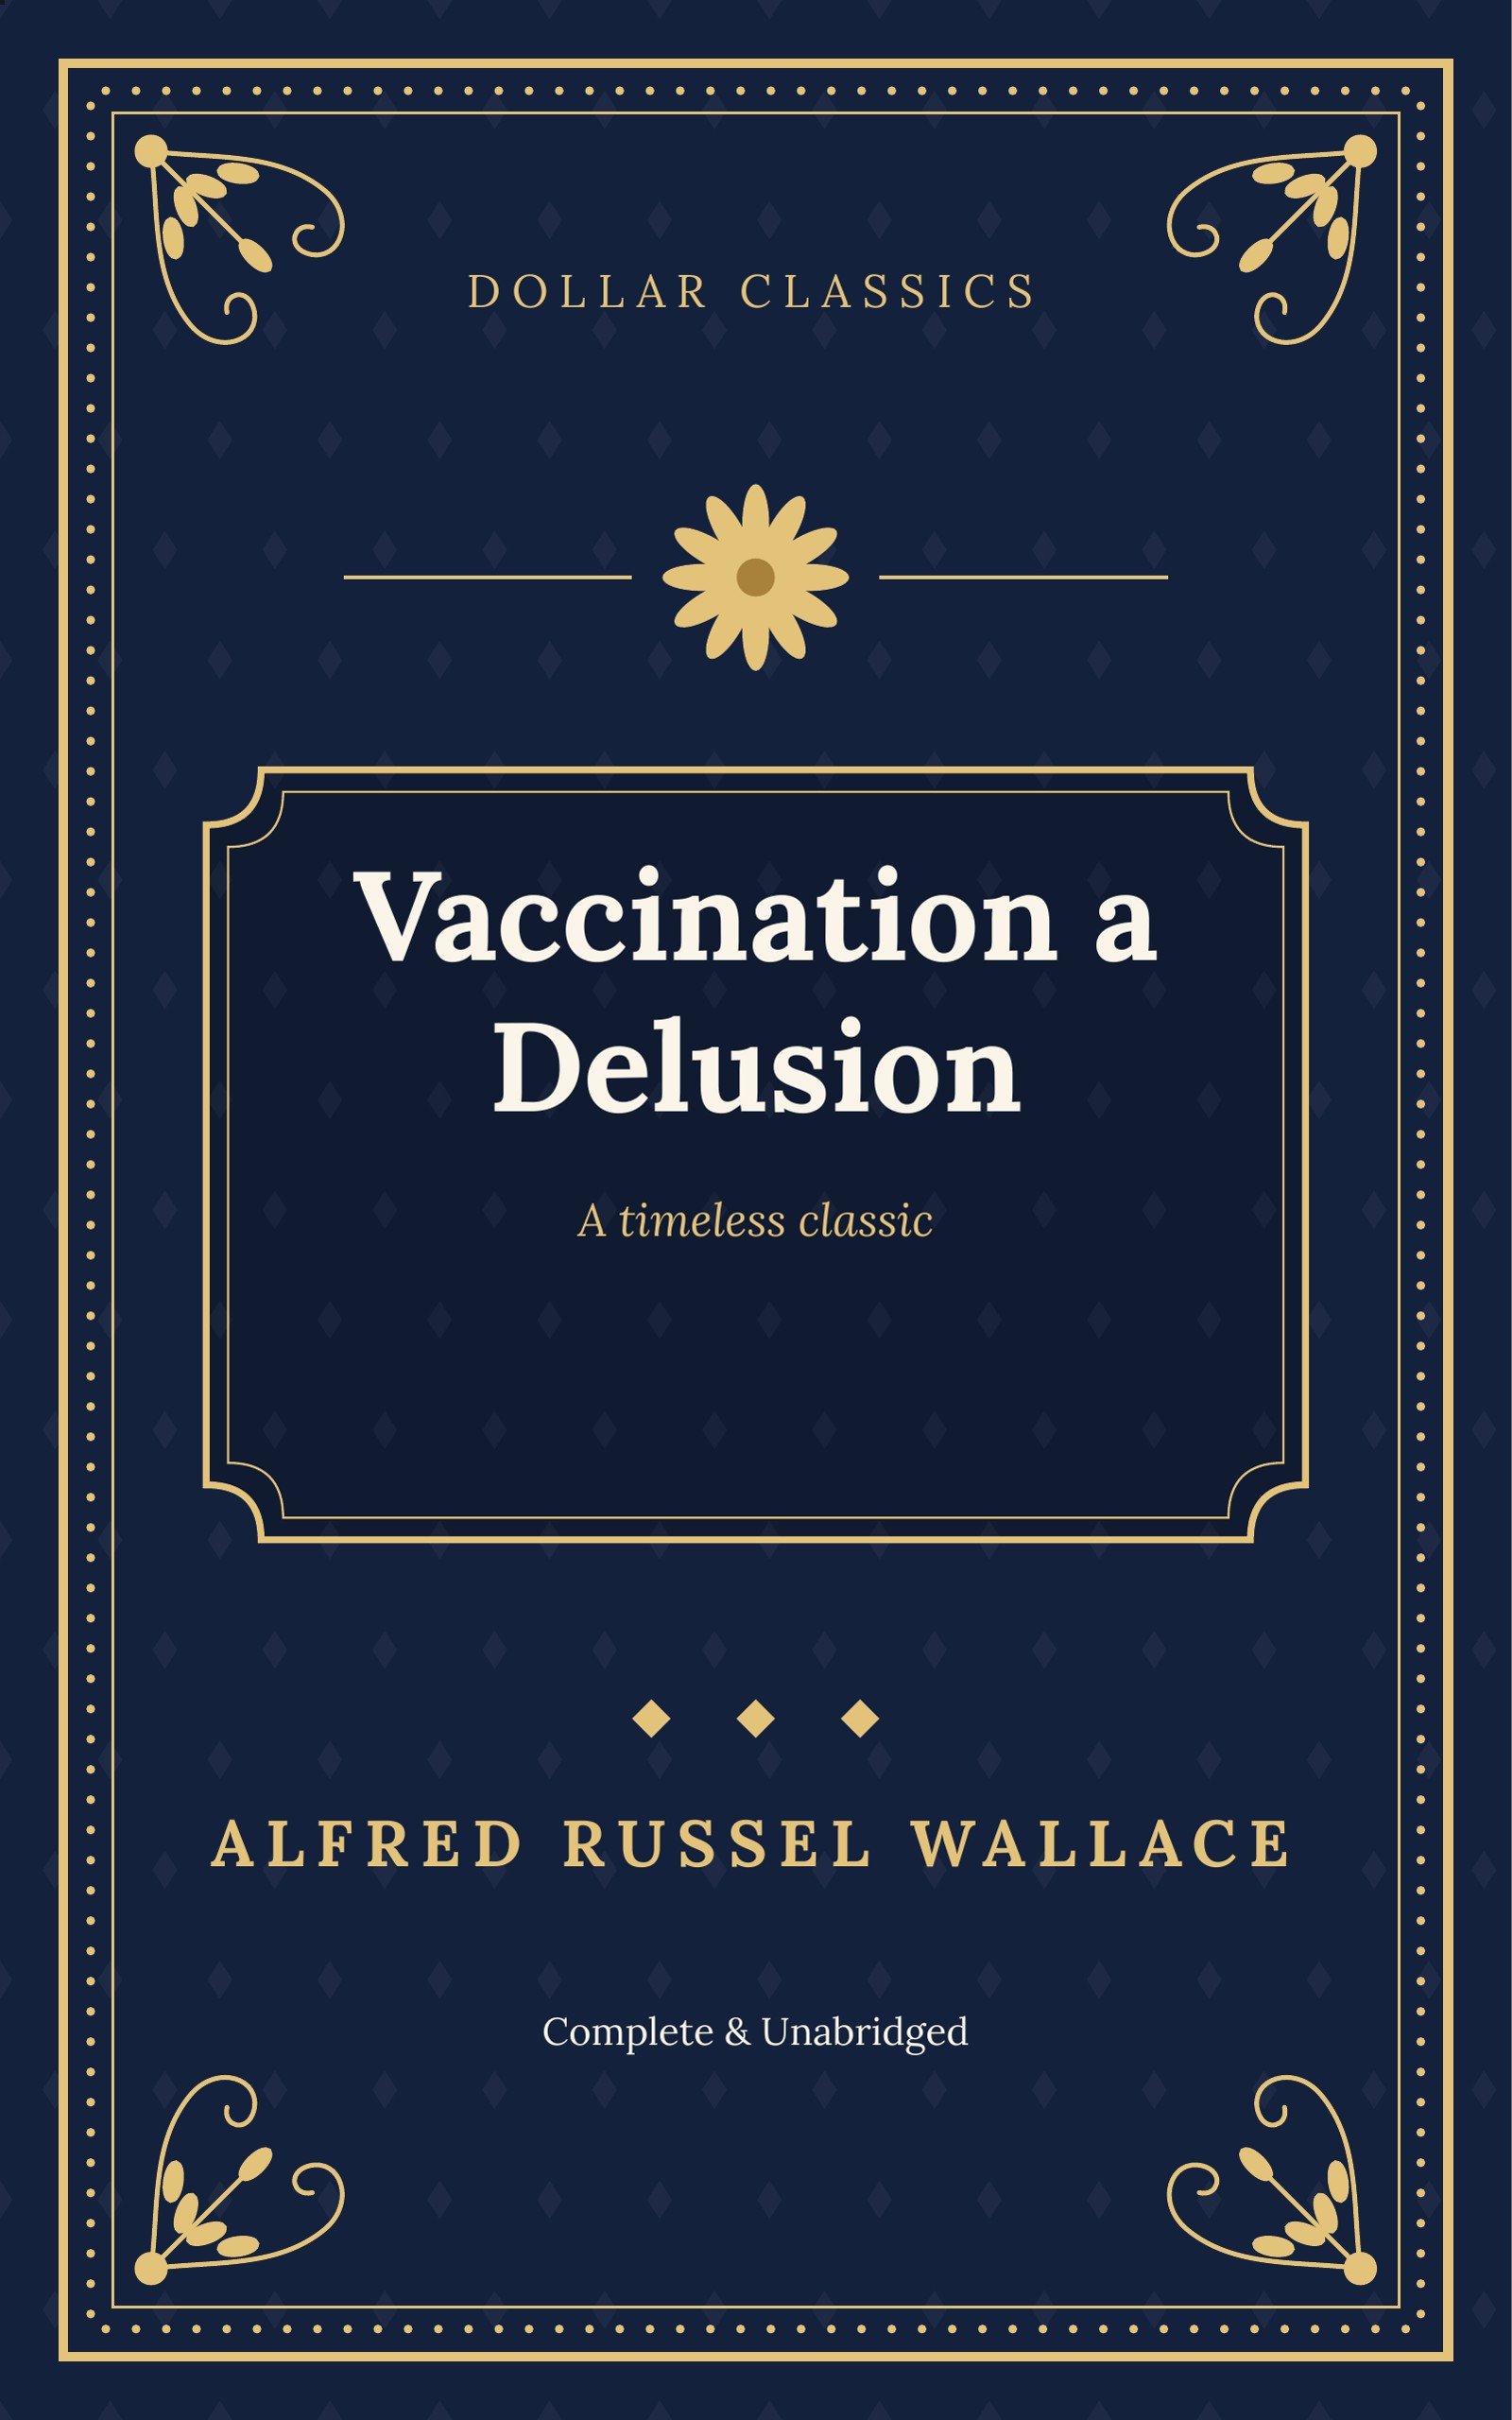 DOLLAR CLASSICS
Vaccination a
Delusion
A timeless classic
ALFRED RUSSEL WALLACE
Complete & Unabridged